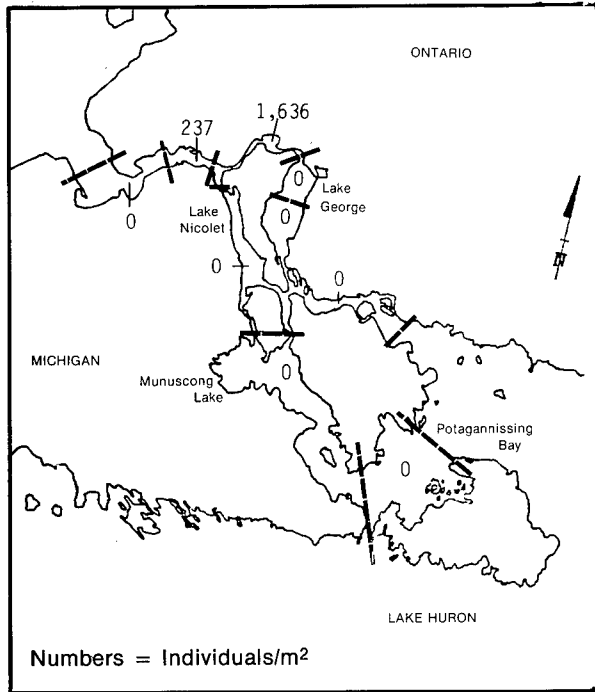 ONTARIO
1,636
237
0
Lake
George
0
0
Lake
Nicolet
0
0
N
MICHIGAN
Munuscong
Lake
0
Potagannissing
Bay
0
LAKE HURON
Numbers = Individuals/m²